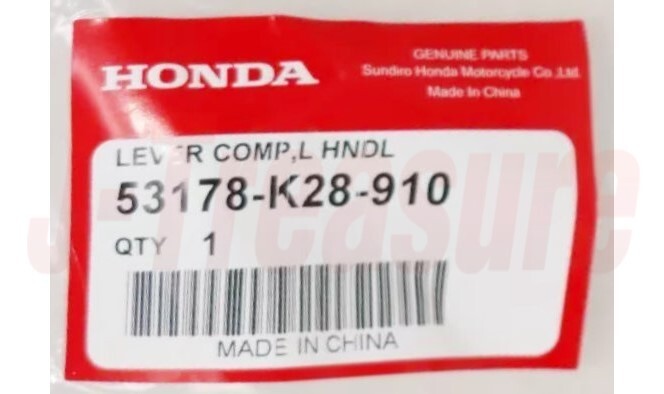 HONDA
GENUINE PARTS
Sundiro Honda Motorcycle Co.,Ltd.
Made In China
LEVER COMP,L HNDL
53178-K28-910
QTY 1
MADE IN CHINA
J-Treasure